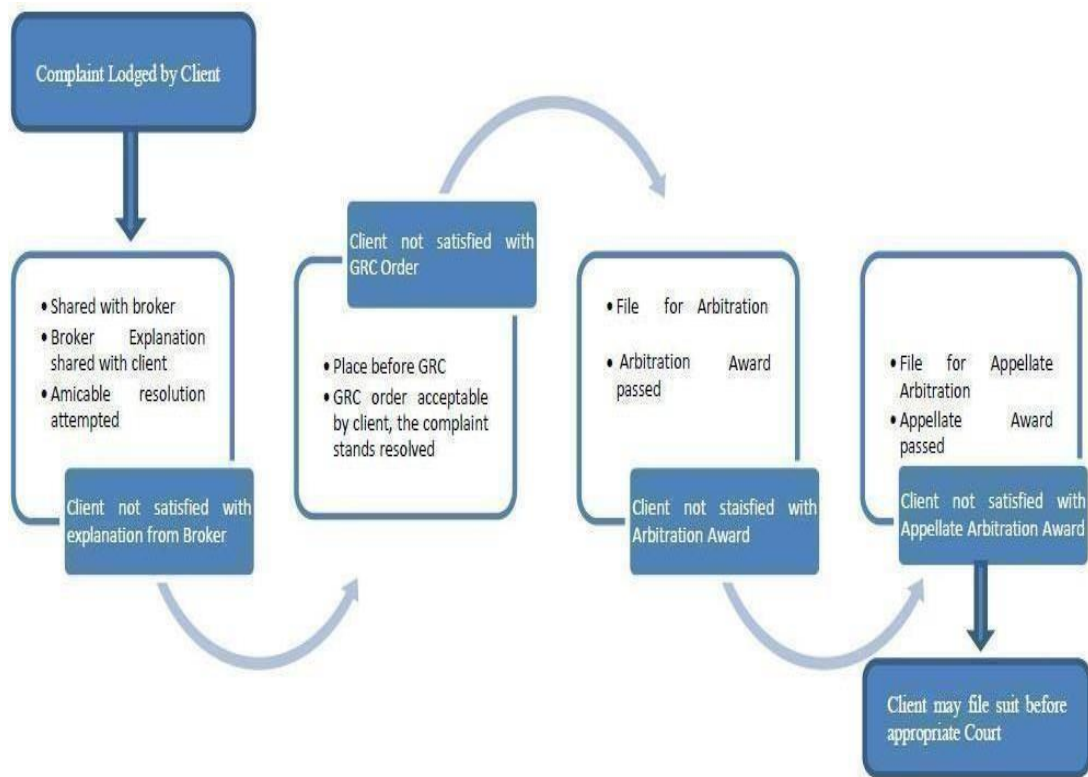 Complaint Lodged by Client
• Shared with broker
• Broker Explanation
shared with client
• Amicable resolution
attempted
Client not satisfied with
explanation from Broker
Client not satisfied with
GRC Order
• Place before GRC
• GRC order acceptable
by client, the complaint
stands resolved
• File for Arbitration
• Arbitration Award
passed
Client not staisfied with
Arbitration Award
• File for Appellate
Arbitration
• Appellate Award
passed
Client not satisfied with
Appellate Arbitration Award
Client may file suit before
appropriate Court